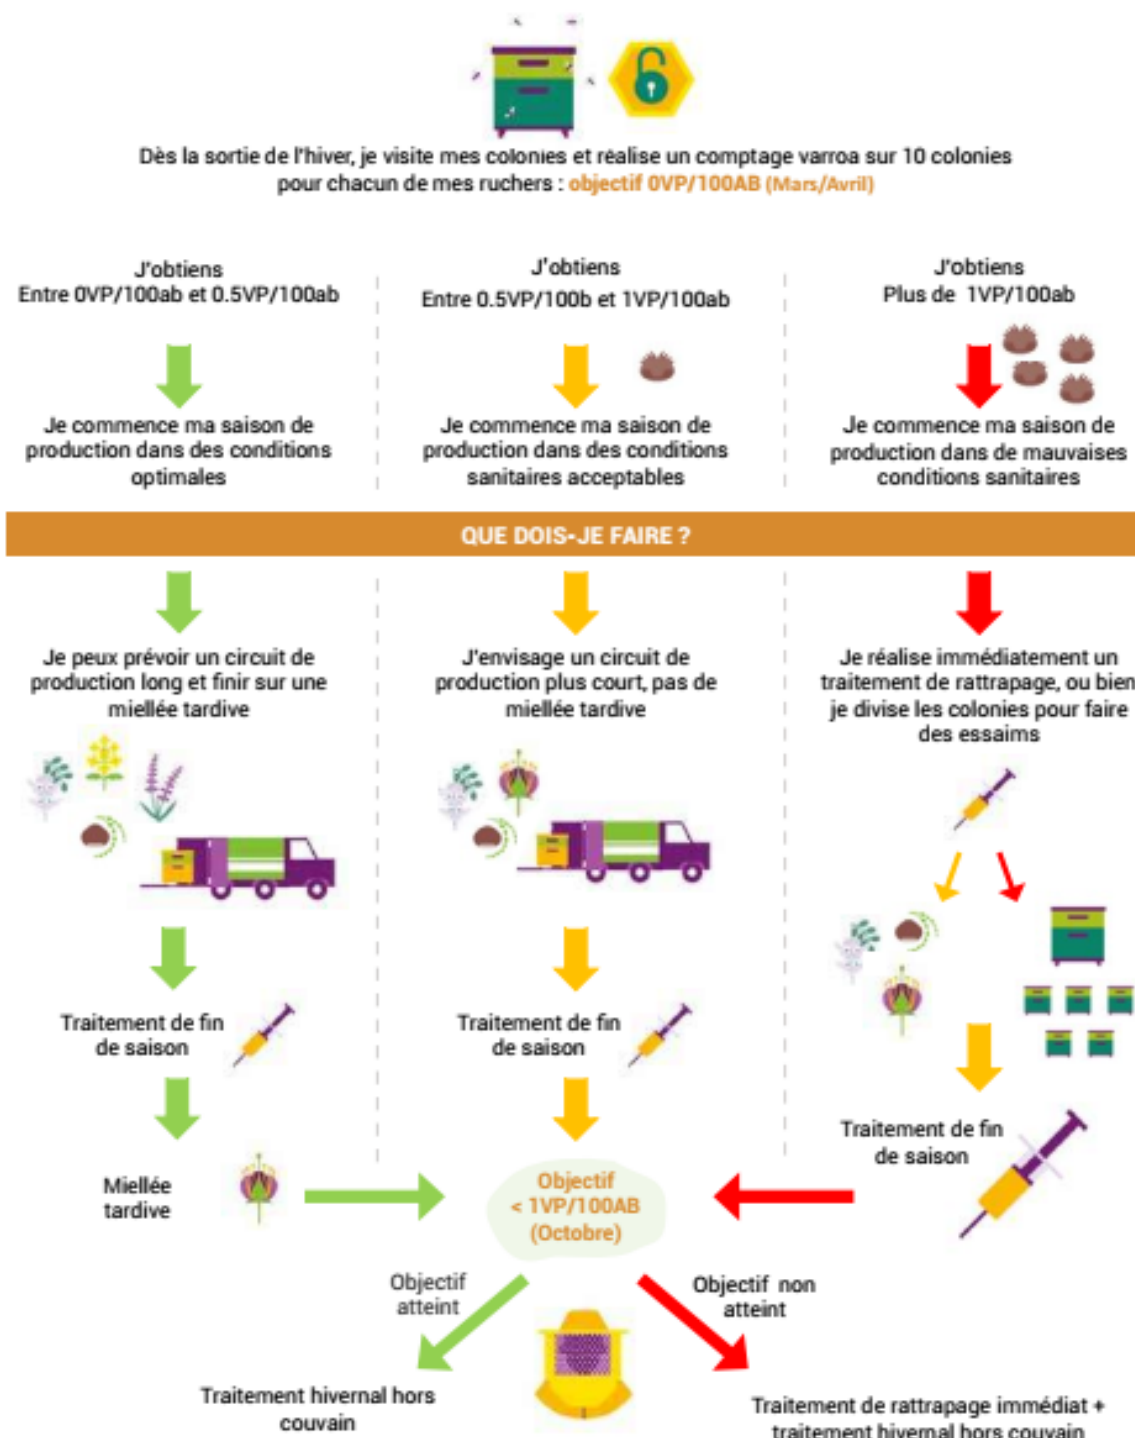 Dès la sortie de l'hiver, je visite mes colonies et réalise un comptage varroa sur 10 colonies
pour chacun de mes ruchers : objectif 0VP/100AB (Mars/Avril)
J'obtiens
Entre 0VP/100ab et 0.5VP/100ab
J'obtiens
Entre 0.5VP/100b et 1VP/100ab
J'obtiens
Plus de 1VP/100ab
Je commence ma saison de
production dans des conditions
optimales
Je commence ma saison de
production dans des conditions
sanitaires acceptables
Je commence ma saison de
production dans de mauvaises
conditions sanitaires
QUE DOIS-JE FAIRE ?
Je peux prévoir un circuit de
production long et finir sur une
miellée tardive
J'envisage un circuit de
production plus court, pas de
miellée tardive
Je réalise immédiatement un
traitement de rattrapage, ou bien
je divise les colonies pour faire
des essaims
Traitement de fin
de saison
Traitement de fin
de saison
Traitement de fin
de saison
Miellée
tardive
Objectif
< 1VP/100AB
(Octobre)
Objectif
atteint
Objectif non
atteint
Traitement hivernal hors
couvain
Traitement de rattrapage immédiat +
traitement hivernal hors couvain